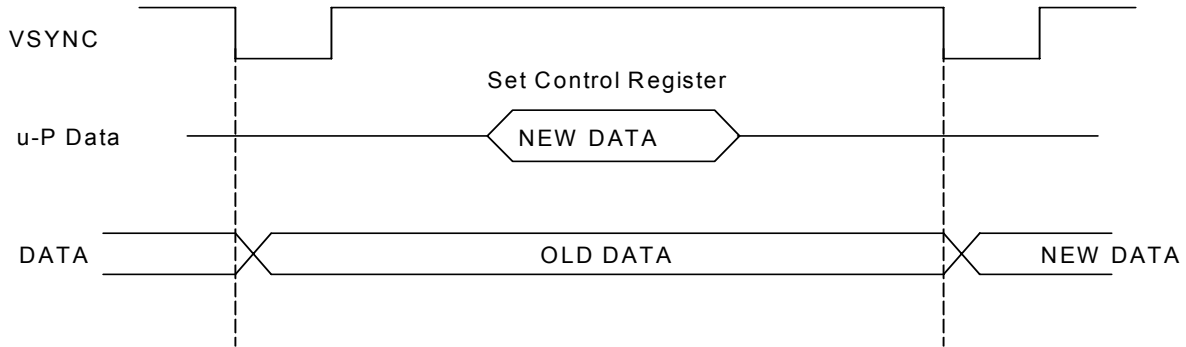 VSYNC
Set Control Register
u-P Data
NEW DATA
DATA
OLD DATA
NEW DATA